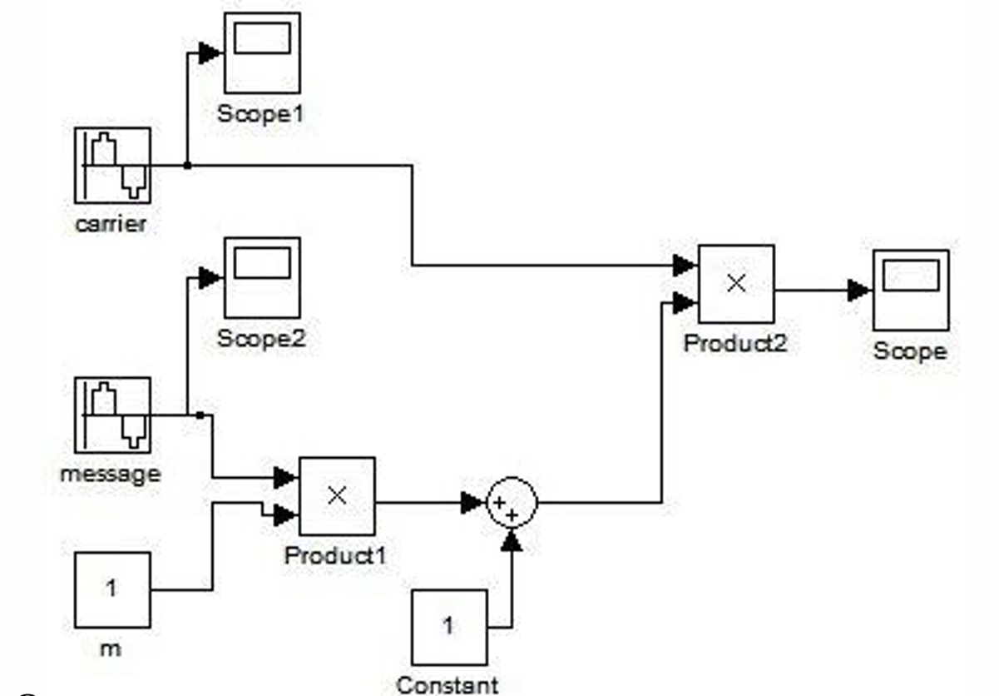 Scope1
carrier
Scope2
×
Product2
Scope
message
×
+
+
Product1
1
m
1
Constant